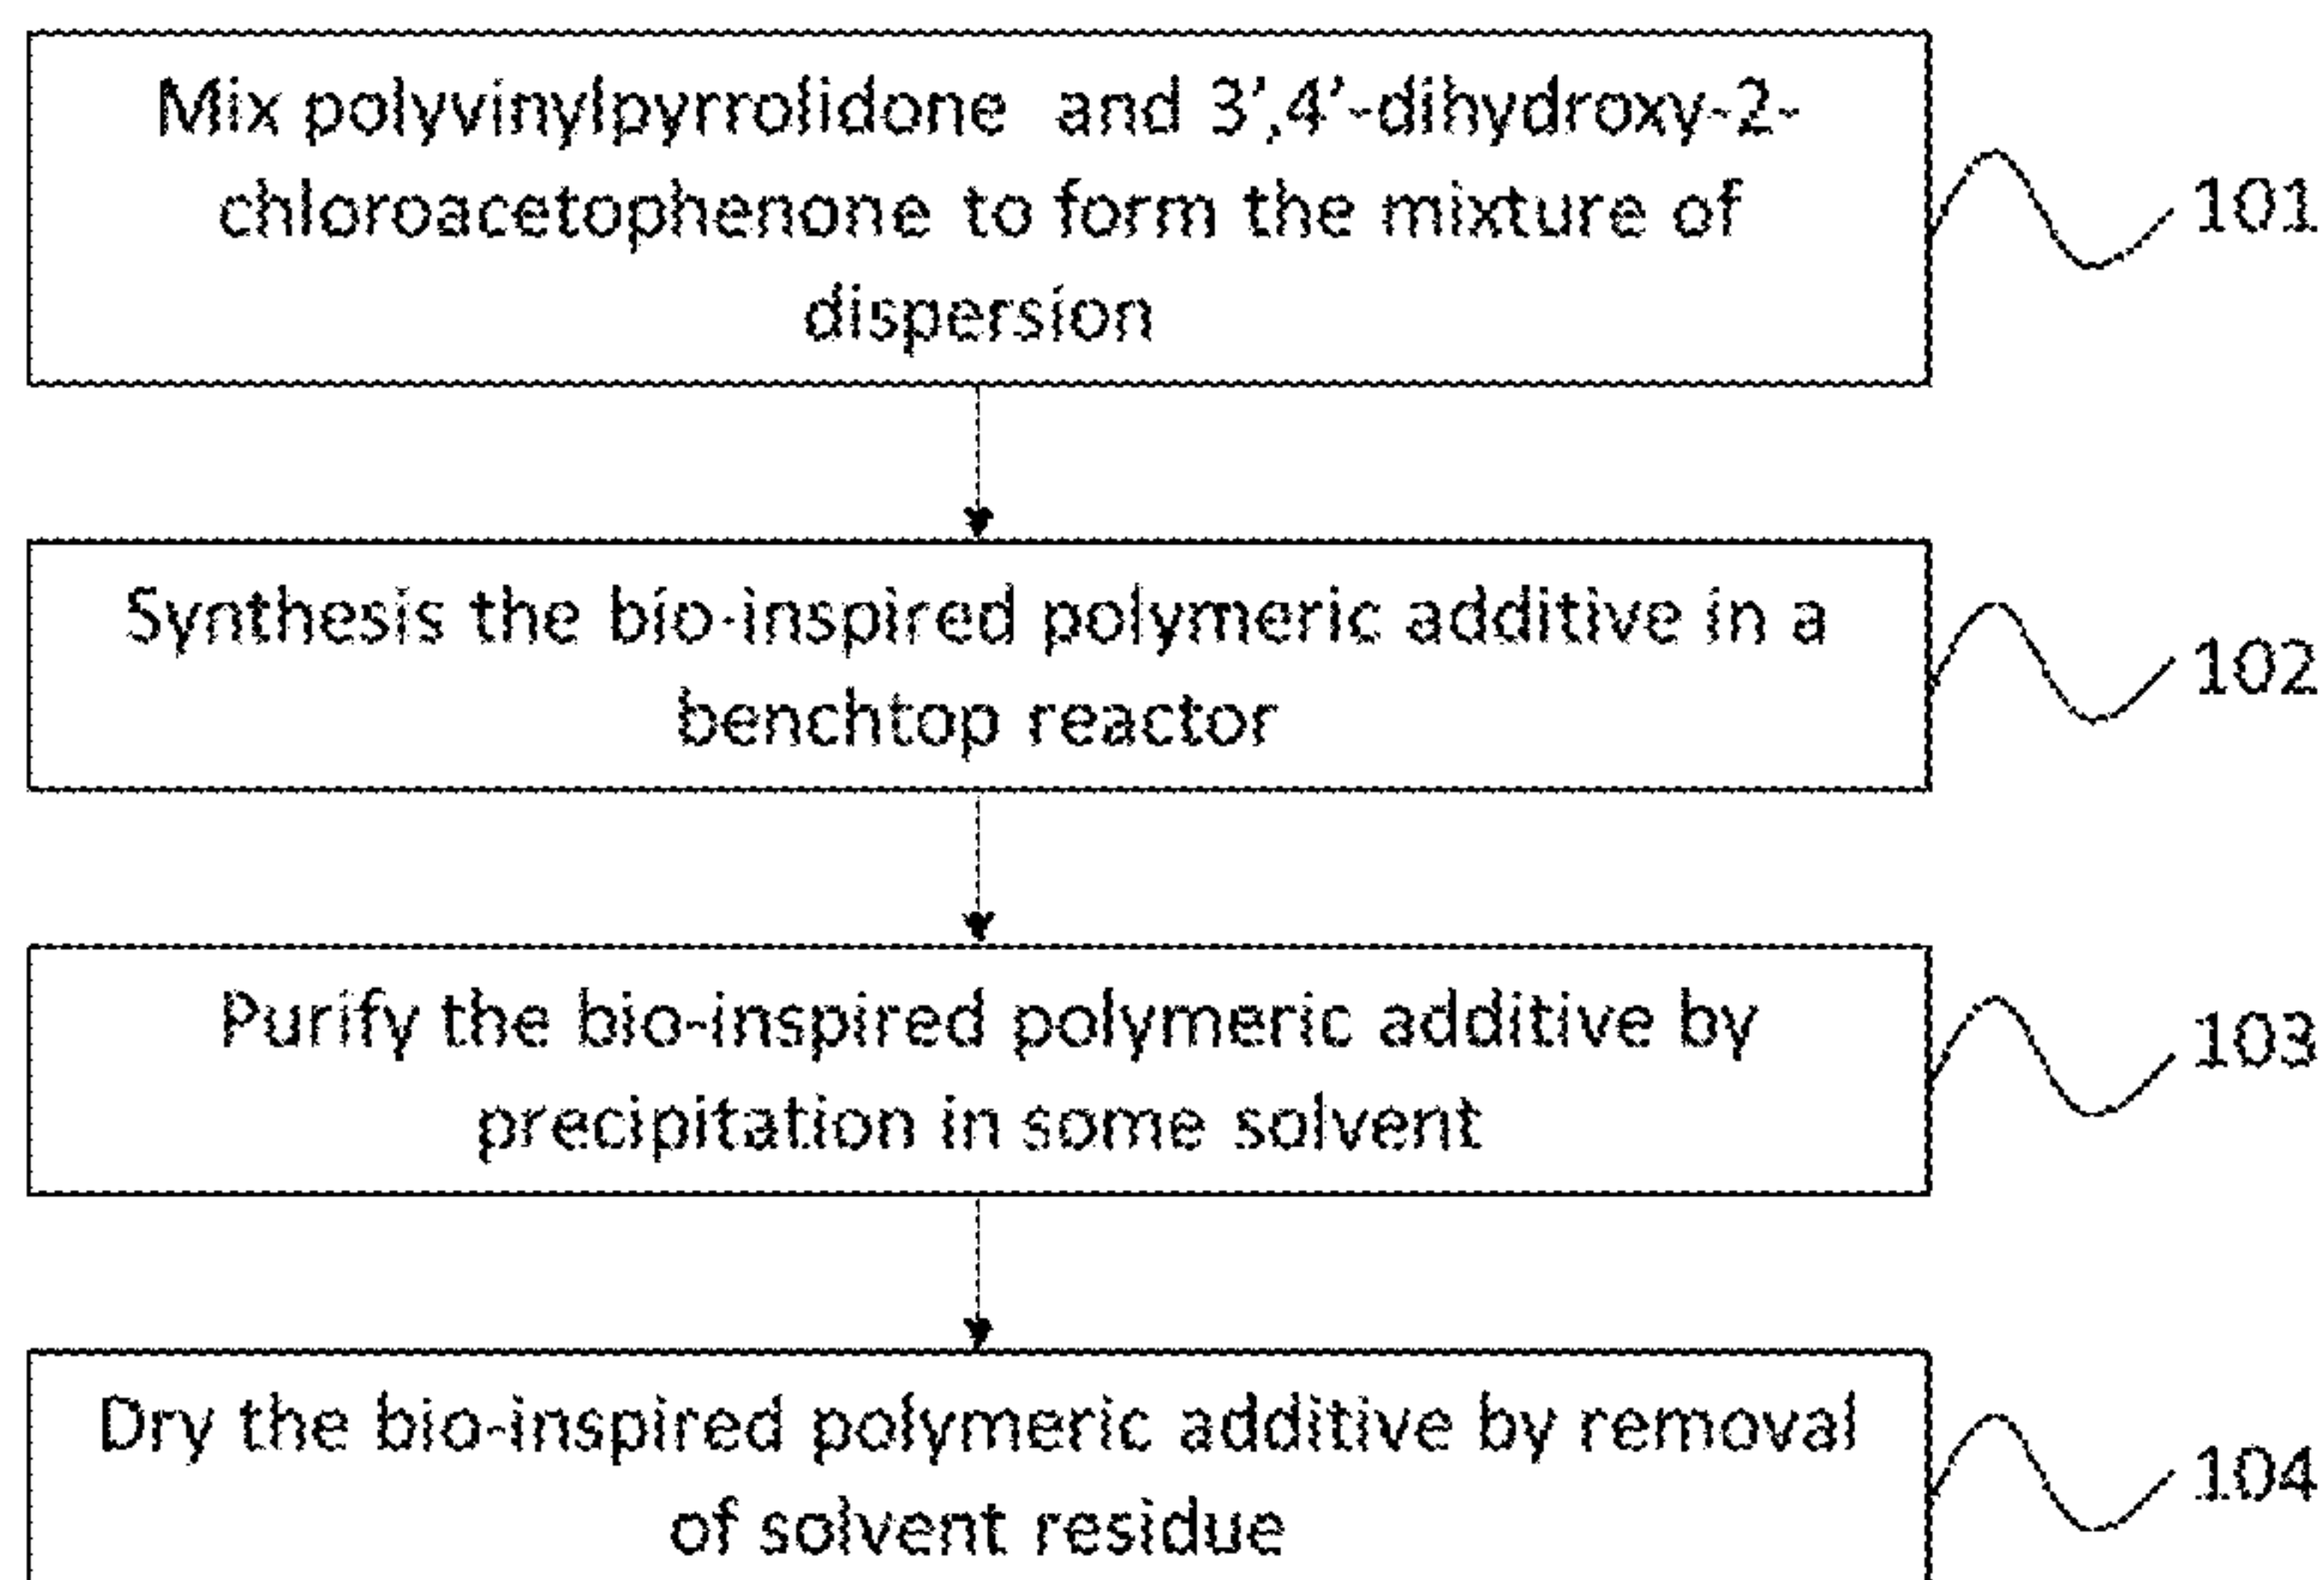 Mix polyvinylpyrrolidone and 3',4'-dihydroxy-2-
chloroacetophenone to form the mixture of
dispersion
101
Synthesis the bio-inspired polymeric additive in a
benchtop reactor
102
Purify the bio-inspired polymeric additive by
precipitation in some solvent
103
Dry the bio-inspired polymeric additive by removal
of solvent residue
104